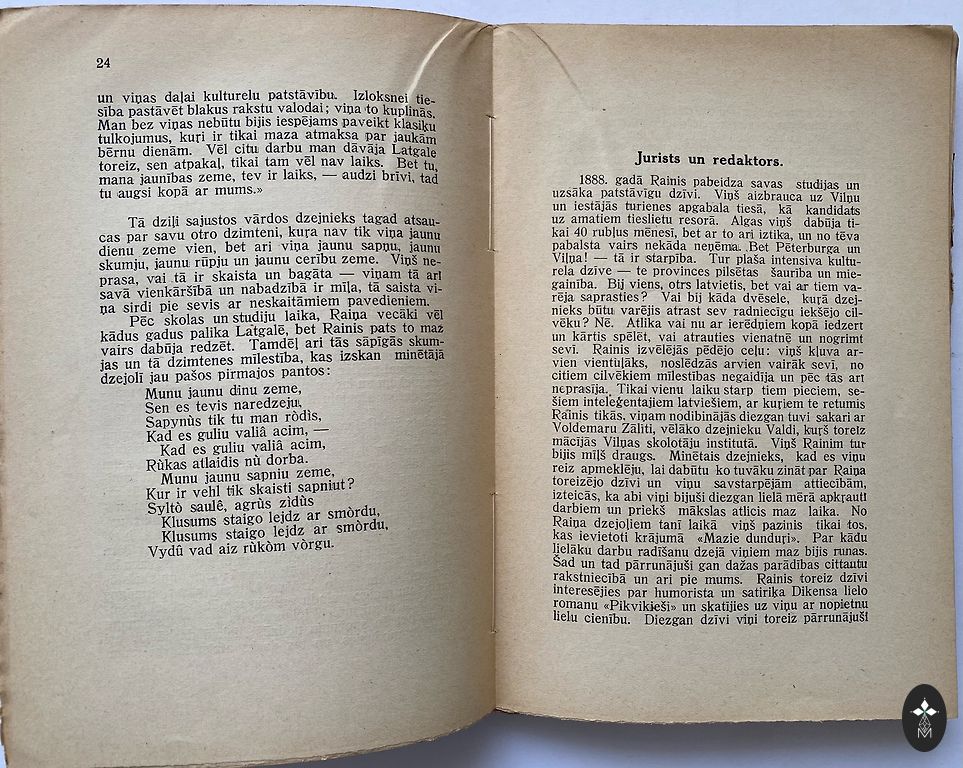 24
un viņas daļai kulturelu patstāvību. Izloksnei tie-
sība pastāvēt blakus rakstu valodai; viņa to kuplinās.
Man bez viņas nebūtu bijis iespējams paveikt klasiķu
tulkojumus, kuŗi ir tikai maza atmaksa par jaukām
bērnu dienām. Vēl citu darbu man dāvāja Latgale
toreiz, sen atpakaļ, tikai tam vēl nav laiks. Bet tu,
mana jaunības zeme, tev ir laiks, — audzi brīvi, tad
tu augsi kopā ar mums.»
Tā dziļi sajustos vārdos dzejnieks tagad atsau-
cas par savu otro dzimteni, kuŗa nav tik viņa jaunu
dienu zeme vien, bet ari viņa jaunu sapņu, jaunu
skumju, jaunu rūpju un jaunu cerību zeme. Viņš ne-
prasa, vai tā ir skaista un bagāta — viņam tā ari
savā vienkāršībā un nabadzībā ir mīļa, tā saista vi-
ņa sirdi pie sevis ar neskaitāmiem pavedieniem.
Pēc skolas un studiju laika, Raiņa vecāki vēl
kādus gadus palika Latgalē, bet Rainis pats to maz
vairs dabūja redzēt. Tamdēļ ari tās sāpīgās skum-
jas un tā dzimtenes mīlestība, kas izskan minētājā
dzejolī jau pašos pirmajos pantos:
Munu jaunu dinu zeme,
Sen es tevis naredzeju,
Sapynùs tik tu man ròdis,
Kad es guliu valiâ acim, —
Kad es guliu valiâ acim,
Rùkas atlaidis nù dorba.
Munu jaunu sapniu zeme,
Kur ir vehl tik skaisti sapniut?
Syltò saulê, agrùs zidùs
Klusums staigo lejdz ar smòrdu,
Klusums staigo lejdz ar smòrdu,
Vydû vad aiz rùkòm vòrgu.
Jurists un redaktors.
1888. gadā Rainis pabeidza savas studijas un
uzsāka patstāvīgu dzīvi. Viņš aizbrauca uz Viļņu
un iestājās turienes apgabala tiesā, kā kandidats
uz amatiem tieslietu resorā. Algas viņš dabūja ti-
kai 40 rubļus mēnesī, bet ar to ari iztika, un no tēva
pabalsta vairs nekāda neņēma. Bet Pēterburga un
Viļņa! — tā ir starpība. Tur plaša intensiva kultu-
rela dzīve — te provinces pilsētas šaurība un mie-
gainība. Bij viens, otrs latvietis, bet vai ar tiem va-
rēja saprasties? Vai bij kāda dvēsele, kuŗā dzej-
nieks būtu varējis atrast sev radniecīgu iekšējo cil-
vēku? Nē. Atlika vai nu ar ierēdņiem kopā iedzert
un kārtis spēlēt, vai atrauties vienatnē un nogrimt
sevī. Rainis izvēlējās pēdējo ceļu: viņš kļuva ar-
vien vientuļāks, noslēdzās arvien vairāk sevī, no
citiem cilvēkiem mīlestības negaidīja un pēc tās ari
neprasīja. Tikai vienu laiku starp tiem pieciem, se-
šiem inteleģentajiem latviešiem, ar kuŗiem te retumis
Rainis tikās, viņam nodibinājās diezgan tuvi sakari ar
Voldemaru Zālīti, vēlāko dzejnieku Valdi, kuŗš toreiz
mācījās Viļņas skolotāju institutā. Viņš Rainim tur
bijis mīļš draugs. Minētais dzejnieks, kad es viņu
reiz apmeklēju, lai dabūtu ko tuvāku zināt par Raiņa
toreizējo dzīvi un viņu savstarpējām attiecībām,
izteicās, ka abi viņi bijuši diezgan lielā mērā apkrauti
darbiem un priekš mākslas atlicis maz laika. No
Raiņa dzejoļiem tanī laikā viņš pazinis tikai tos,
kas ievietoti krājumā «Mazie dunduŗi». Par kādu
lielāku darbu radīšanu dzejā viņiem maz bijis runas.
Šad un tad pārrunājuši gan dažas parādības cittautu
rakstniecībā un ari pie mums. Rainis toreiz dzīvi
interesējies par humorista un satiriķa Dikensa lielo
romanu «Pikvikieši» un skatījies uz viņu ar nopietnu
lielu cienību. Diezgan dzīvi viņi toreiz pārrunājuši
M